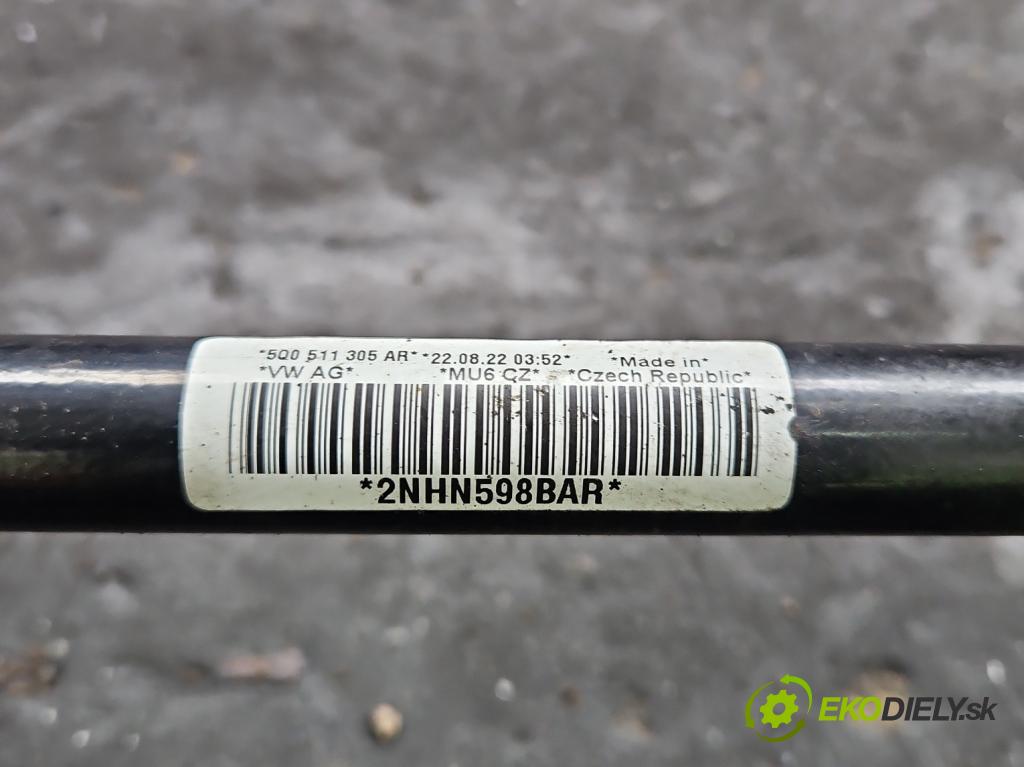 *5Q0 511 305 AR* *22.08.22 03:52* *Made in*
*VW AG* *MU6 CZ* *Czech Republic*
*2NHN598BAR*
EKODIELY.sk